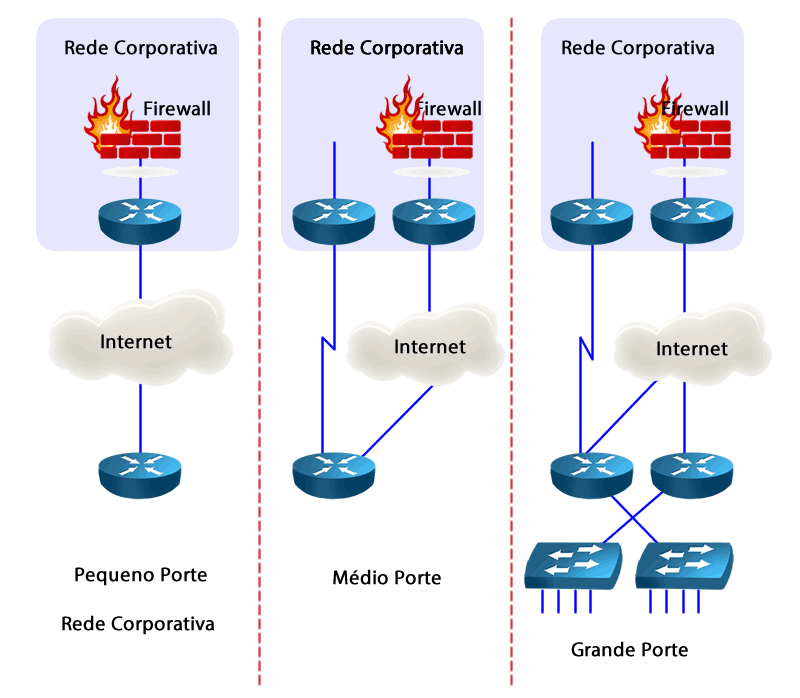 Rede Corporativa
Firewall
Internet
Pequeno Porte
Rede Corporativa
Rede Corporativa
Firewall
Internet
Médio Porte
Rede Corporativa
Firewall
Internet
Grande Porte